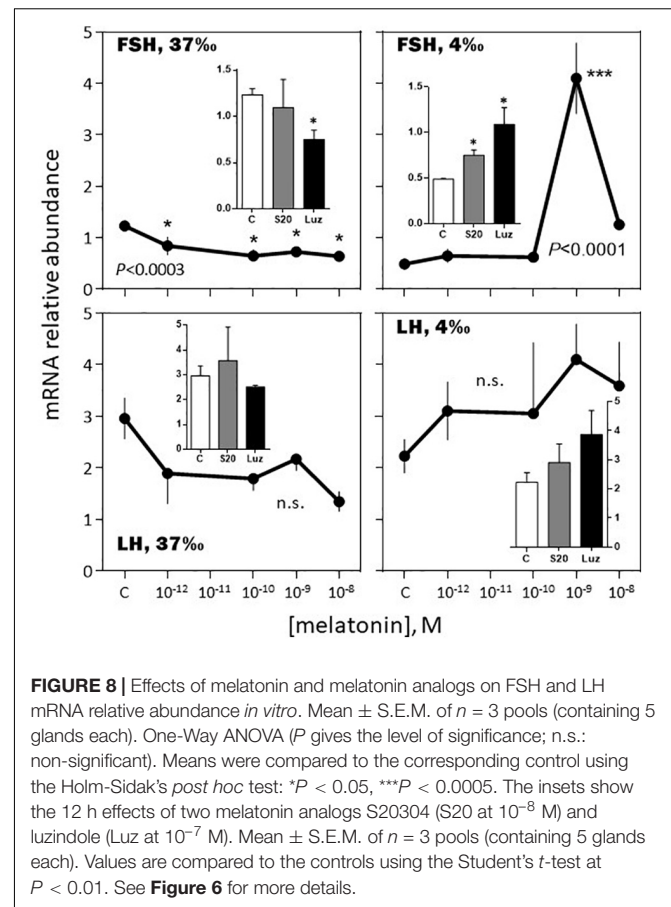 FSH, 37‰
FSH, 4‰
mRNA relative abundance
5
4
3
2
1
0
1.5
1.0
0.5
0.0
C
S20
Luz
*
*
*
*
*
P<0.0003
1.5
1.0
0.5
0.0
C
S20
Luz
*
*
***
P<0.0001
5
4
3
2
1
0
5
4
3
2
1
0
C
S20
Luz
n.s.
LH, 37‰
LH, 4‰
n.s.
5
4
3
2
1
0
C
S20
Luz
C
10⁻¹²
10⁻¹¹
10⁻¹⁰
10⁻⁹
10⁻⁸
C
10⁻¹²
10⁻¹¹
10⁻¹⁰
10⁻⁹
10⁻⁸
[melatonin], M
FIGURE 8 | Effects of melatonin and melatonin analogs on FSH and LH
mRNA relative abundance in vitro. Mean ± S.E.M. of n = 3 pools (containing 5
glands each). One-Way ANOVA (P gives the level of significance; n.s.:
non-significant). Means were compared to the corresponding control using
the Holm-Sidak's post hoc test: *P < 0.05, ***P < 0.0005. The insets show
the 12 h effects of two melatonin analogs S20304 (S20 at 10⁻⁸ M) and
luzindole (Luz at 10⁻⁷ M). Mean ± S.E.M. of n = 3 pools (containing 5 glands
each). Values are compared to the controls using the Student's t-test at
P < 0.01. See Figure 6 for more details.